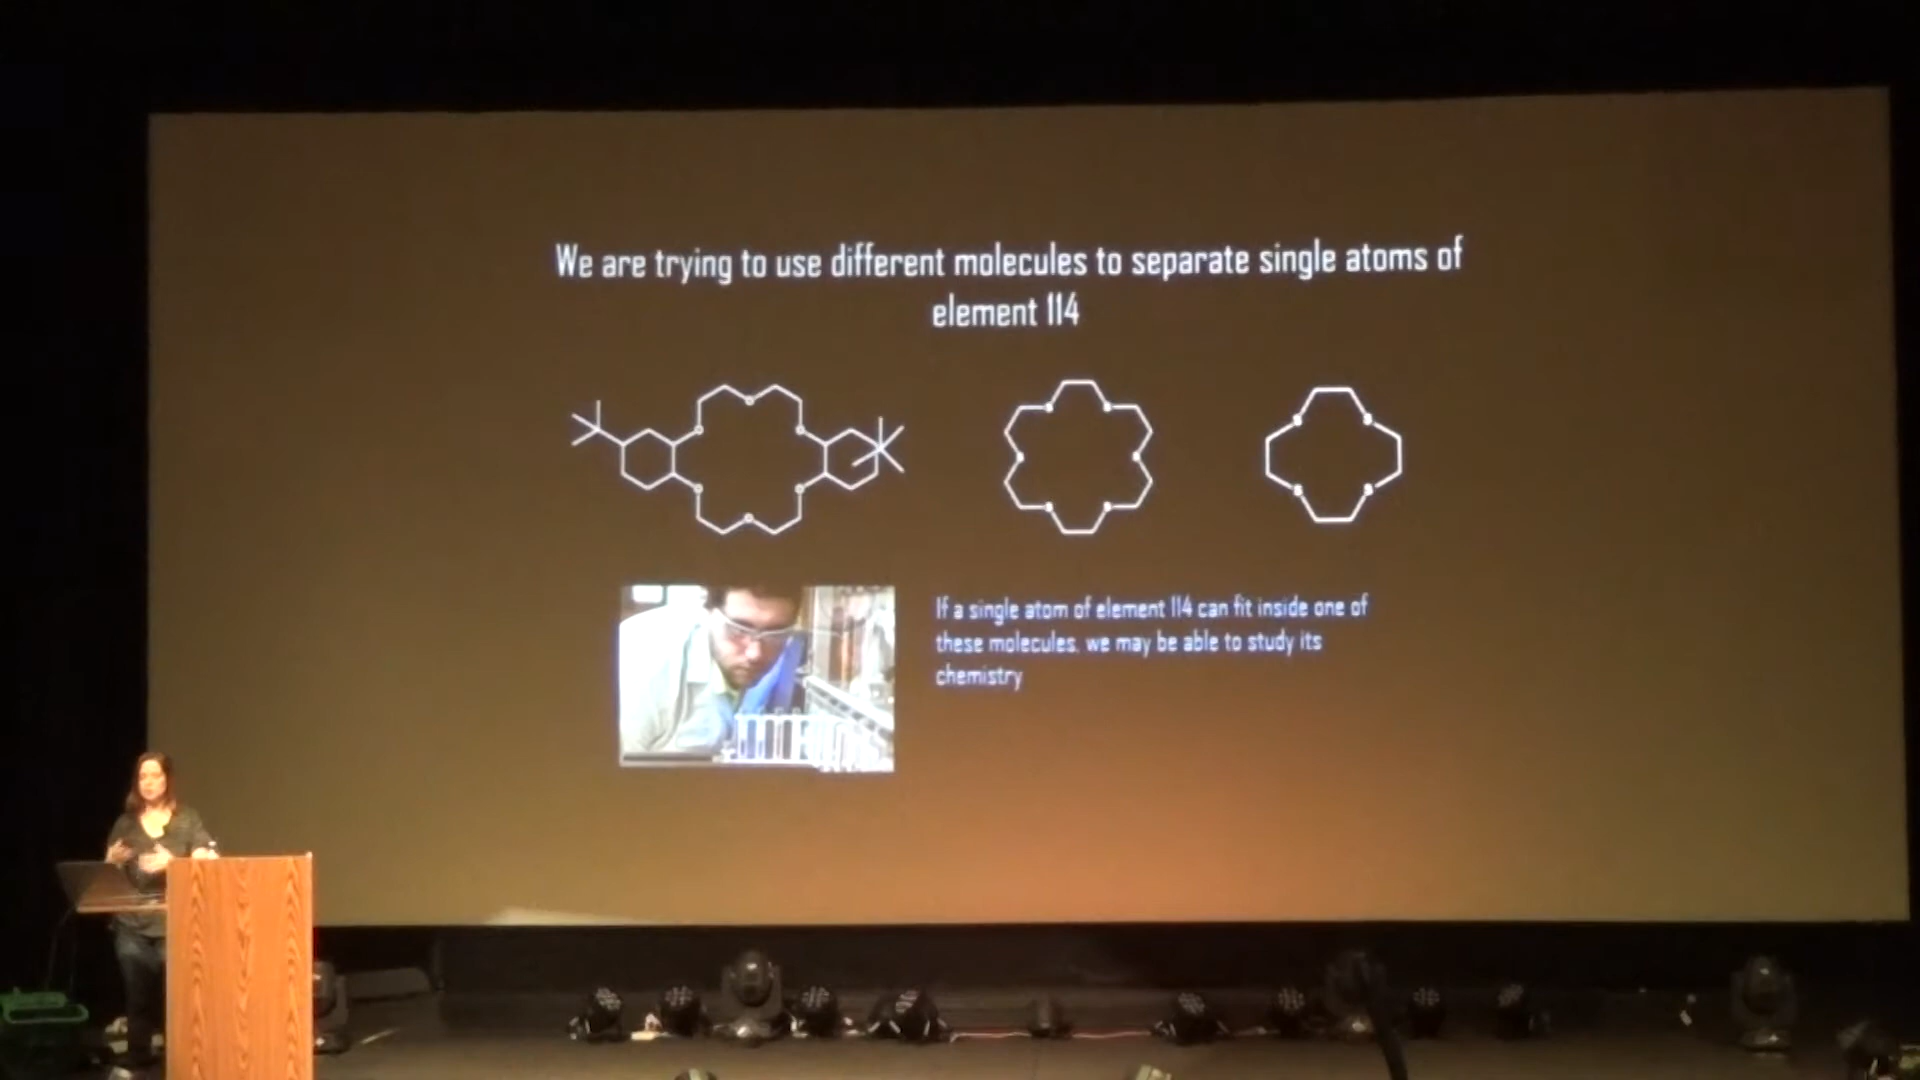 We are trying to use different molecules to separate single atoms of
element 114
If a single atom of element 114 can fit inside one of
these molecules, we may be able to study its
chemistry